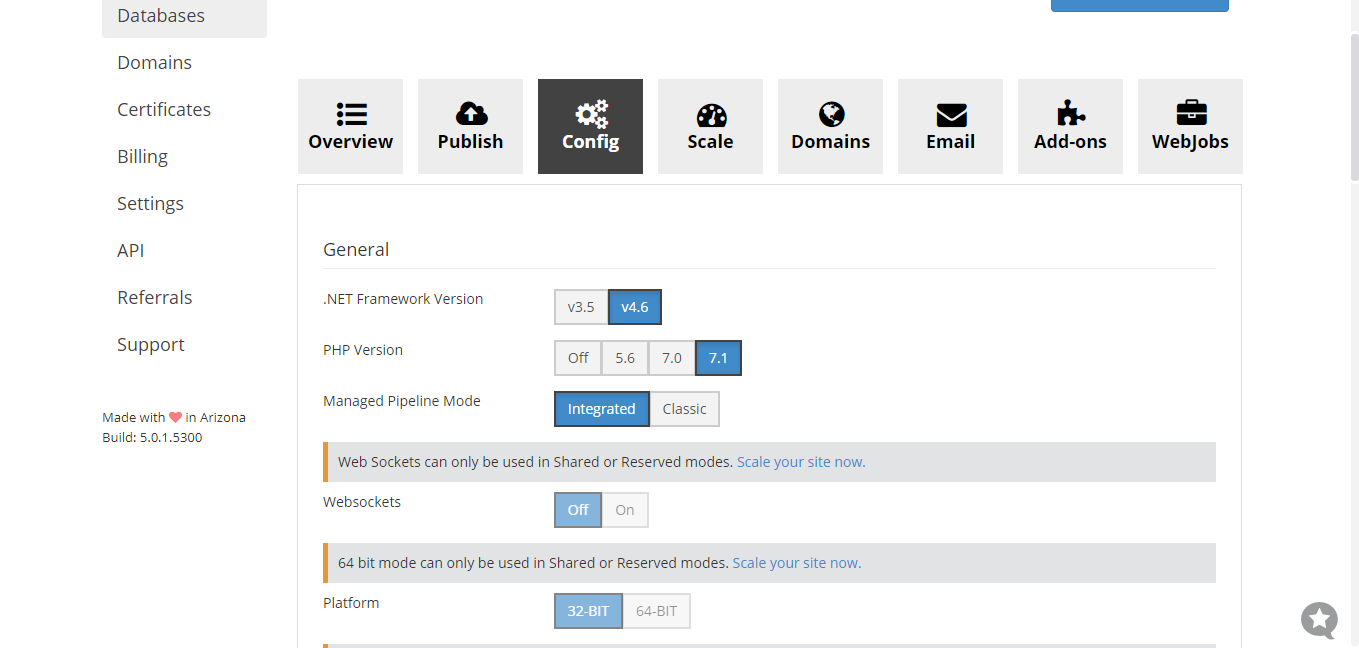 Databases
Domains
Certificates
Billing
Settings
API
Referrals
Support
Made with in Arizona
Build: 5.0.1.5300
Overview
Publish
Config
Scale
Domains
Email
Add-ons
WebJobs
General
.NET Framework Version v3.5 v4.6
PHP Version Off 5.6 7.0 7.1
Managed Pipeline Mode Integrated Classic
Web Sockets can only be used in Shared or Reserved modes. Scale your site now.
Websockets Off On
64 bit mode can only be used in Shared or Reserved modes. Scale your site now.
Platform 32-BIT 64-BIT